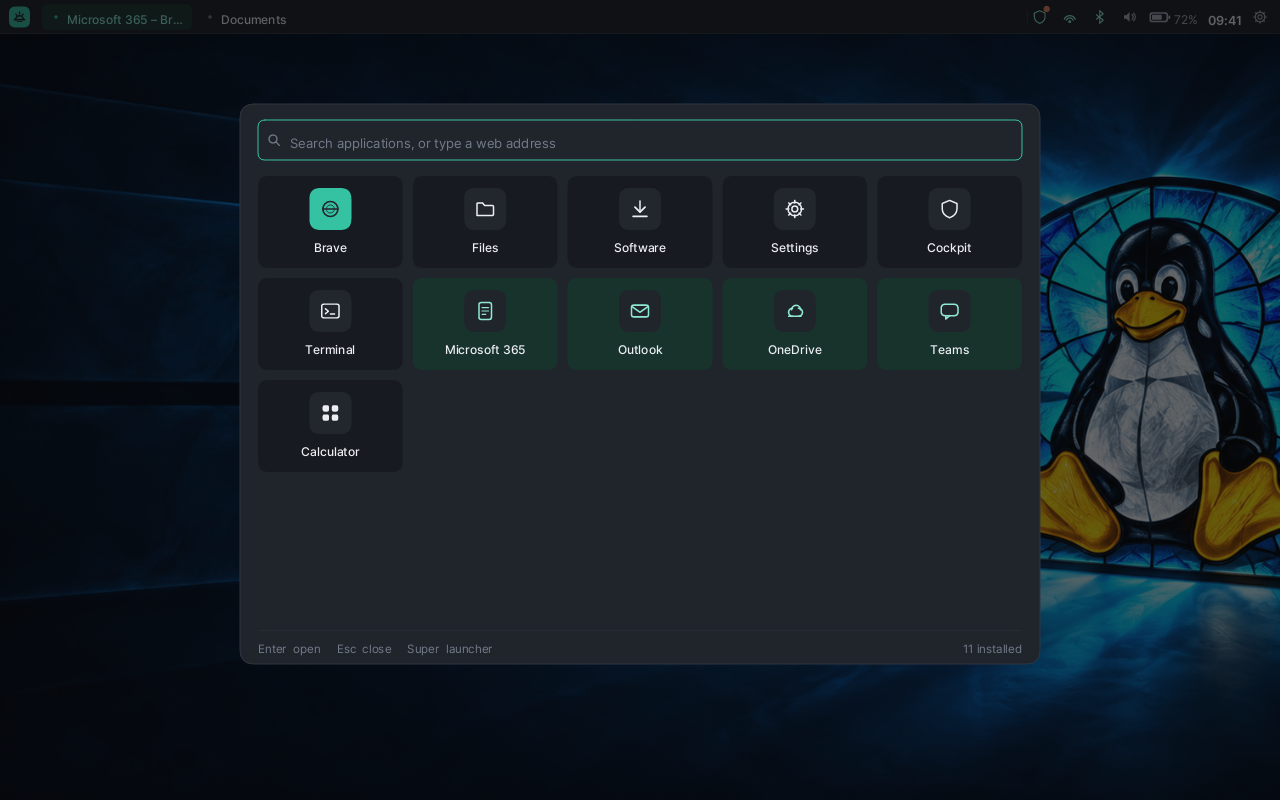 Microsoft 365 – Br...
Documents
72%
09:41
Search applications, or type a web address
Brave
Files
Software
Settings
Cockpit
Terminal
Microsoft 365
Outlook
OneDrive
Teams
Calculator
Enter open
Esc close
Super launcher
11 installed